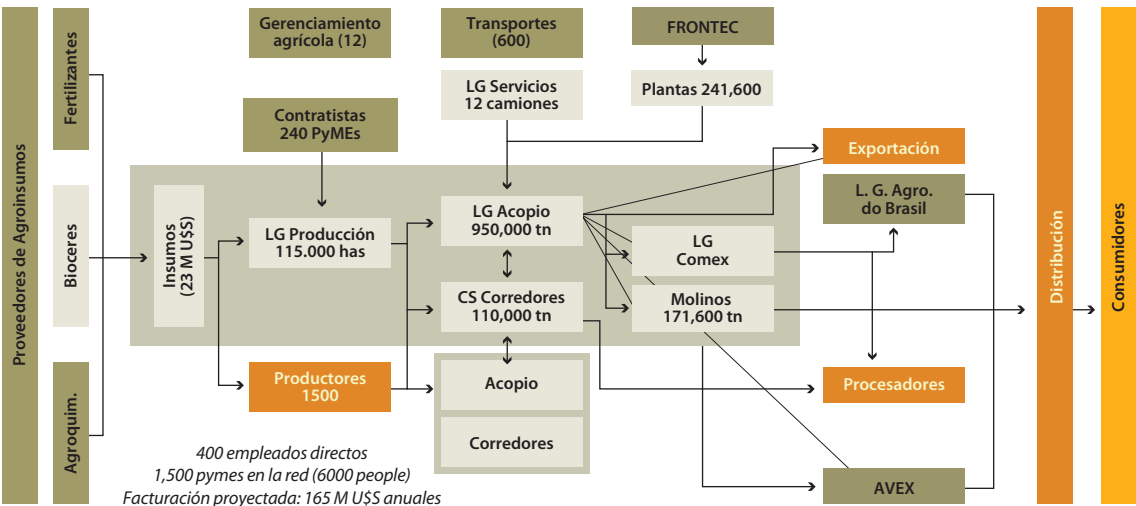 Proveedores de Agroinsumos
Fertilizantes
Bioceres
Agroquim.
Gerenciamiento
agrícola (12)
Transportes
(600)
FRONTEC
LG Servicios
12 camiones
Plantas 241,600
Contratistas
240 PyMEs
Insumos
(23 M U$S)
LG Producción
115.000 has
LG Acopio
950,000 tn
CS Corredores
110,000 tn
LG
Comex
Molinos
171,600 tn
Productores
1500
Acopio
Corredores
Exportación
L. G. Agro.
do Brasil
Procesadores
AVEX
Distribución
Consumidores
400 empleados directos
1,500 pymes en la red (6000 people)
Facturación proyectada: 165 M U$S anuales